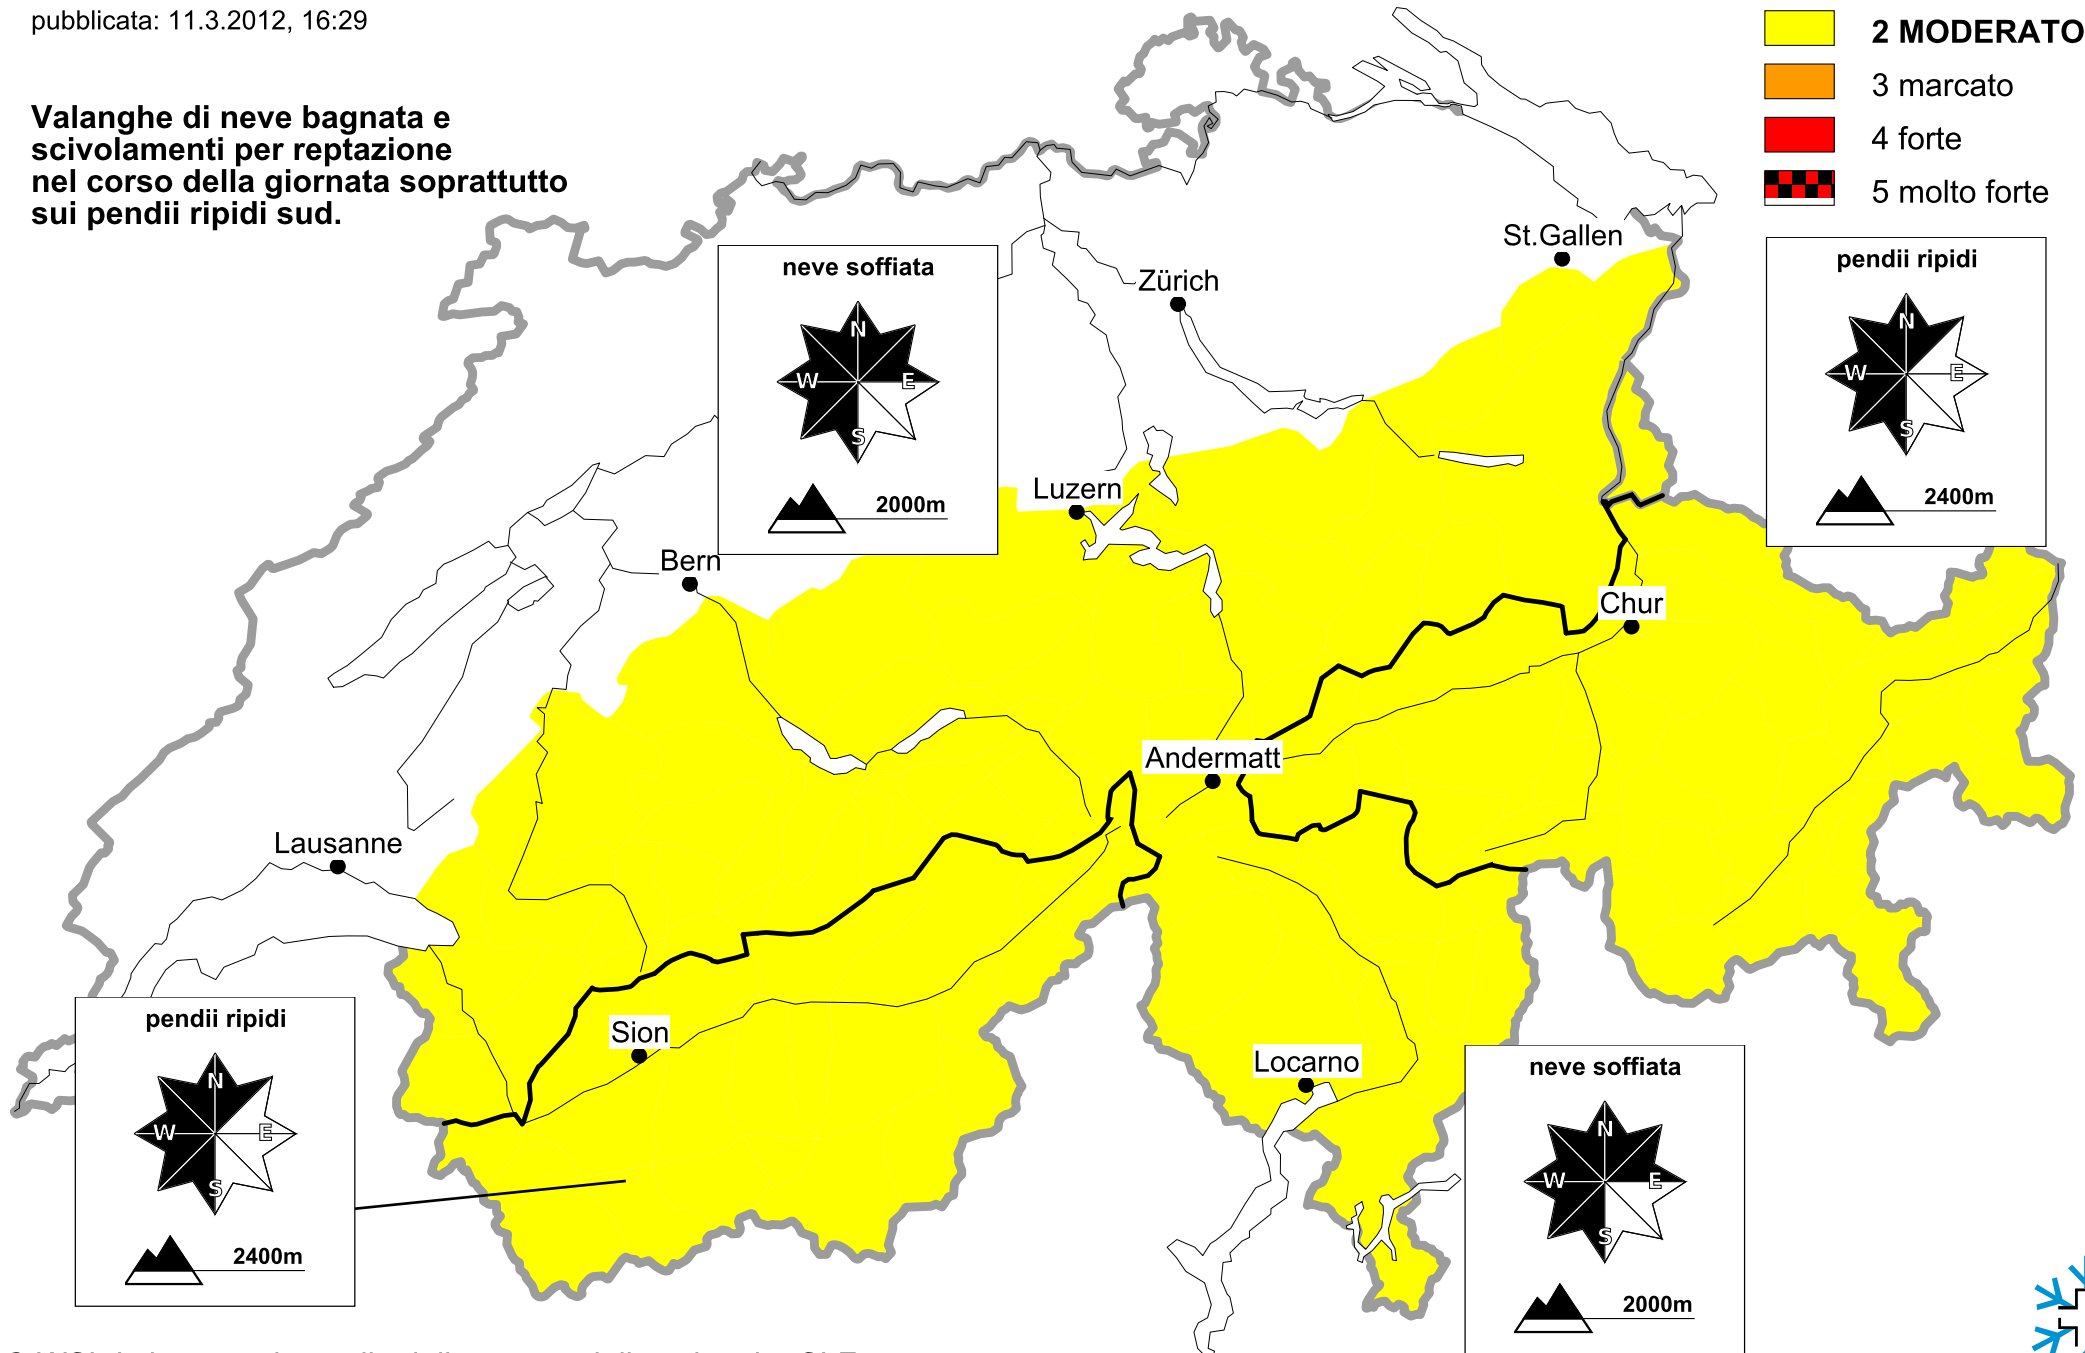 pubblicata: 11.3.2012, 16:29
Valanghe di neve bagnata e
scivolamenti per reptazione
nel corso della giornata soprattutto
sui pendii ripidi sud.
2 MODERATO
3 marcato
4 forte
5 molto forte
neve soffiata
N
W E
S
2000m
pendii ripidi
N
W E
S
2400m
St.Gallen
Zürich
Luzern
Bern
Chur
Andermatt
Lausanne
Sion
Locarno
pendii ripidi
N
W E
S
2400m
neve soffiata
N
W E
S
2000m